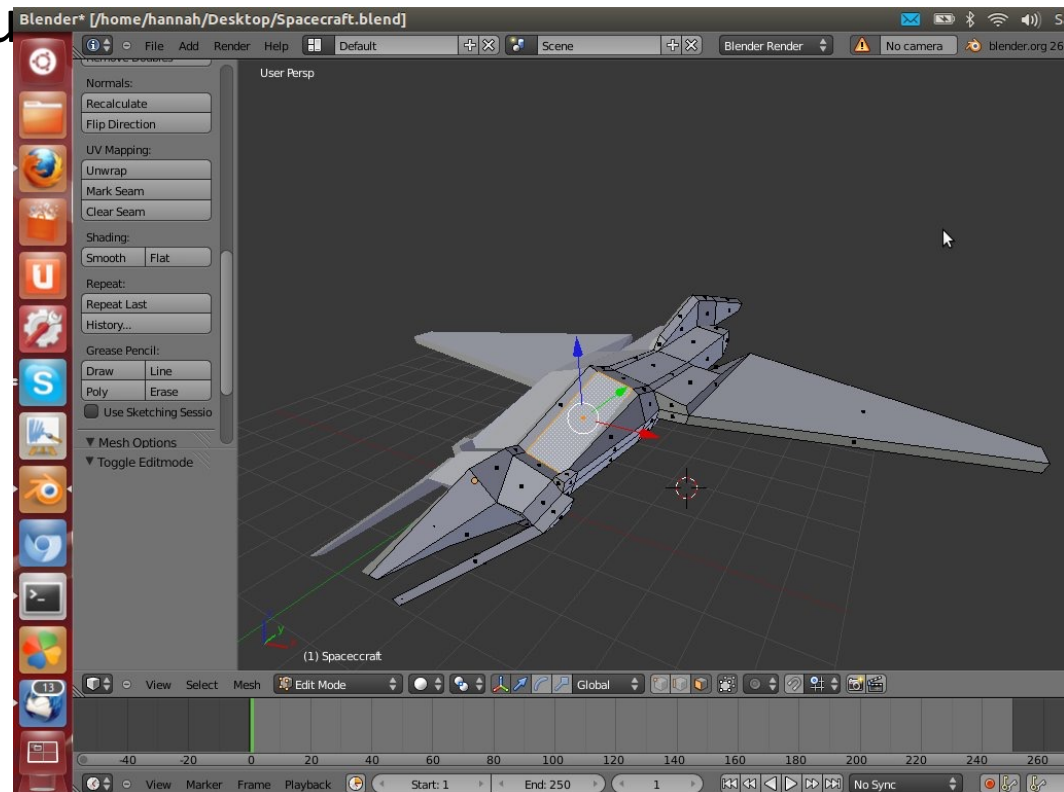 Blender* [/home/hannah/Desktop/Spacecraft.blend]
File Add Render Help Default Scene Blender Render No camera blender.org 26
Remove Doubles
User Persp
Normals:
Recalculate
Flip Direction
UV Mapping:
Unwrap
Mark Seam
Clear Seam
Shading:
Smooth Flat
Repeat:
Repeat Last
History...
Grease Pencil:
Draw Line
Poly Erase
Use Sketching Sessio
Mesh Options
Toggle Editmode
(1) Spaceccraft
View Select Mesh Edit Mode Global
-40 -20 0 20 40 60 80 100 120 140 160 180 200 220 240 260
View Marker Frame Playback Start: 1 End: 250 1 No Sync
13